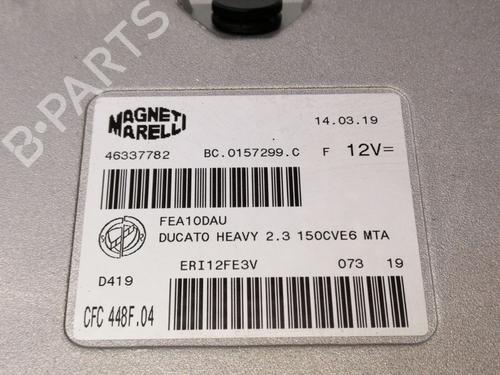 B-PARTS
MAGNETI
MARELLI
14.03.19
46337782 BC.0157299.C F 12V=
FEA10DAU
DUCATO HEAVY 2.3 150CVE6 MTA
ERI12FE3V 073 19
D419
CFC 448F.04